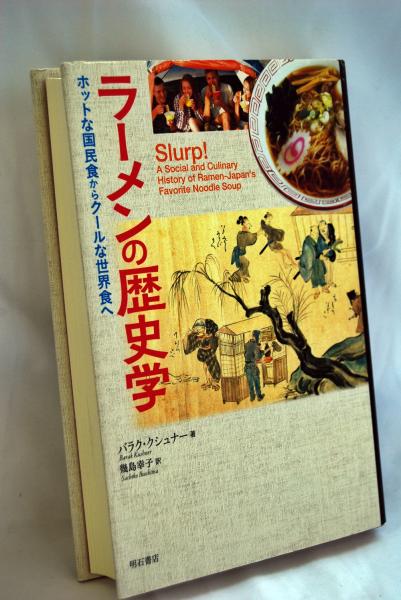 ラーメンの歴史学
ホットな国民食からクールな世界食へ
Slurp!
A Social and Culinary
History of Ramen-Japan's
Favorite Noodle Soup
バラク・クシュナー 著
Barak Kushner
幾島幸子 訳
Sachiko Ikushima
明石書店